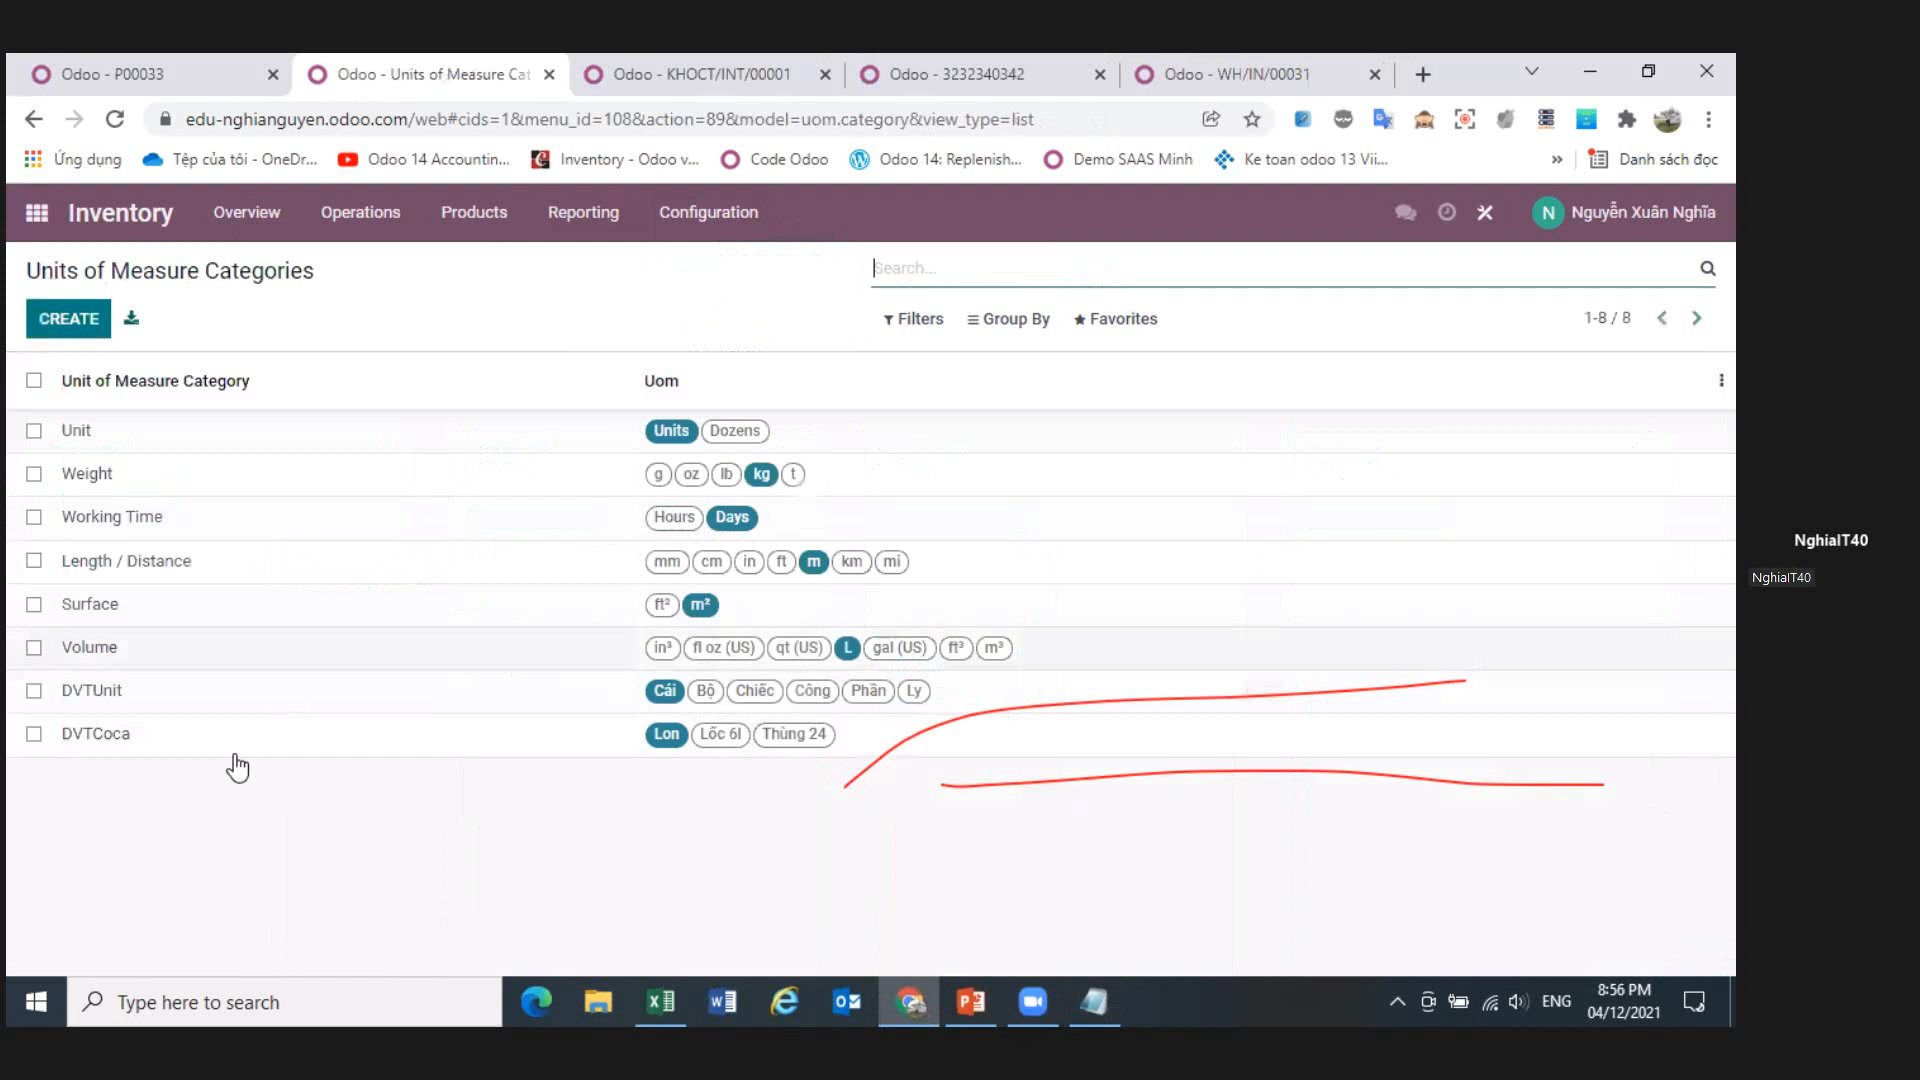 Odoo - P00033
Odoo - Units of Measure Cat
Odoo - KHOCT/INT/00001
Odoo - 3232340342
Odoo - WH/IN/00031
edu-nghianguyen.odoo.com/web#cids=1&menu_id=108&action=89&model=uom.category&view_type=list
Ứng dụng
Tệp của tôi - OneDr...
Odoo 14 Accountin...
Inventory - Odoo v...
Code Odoo
Odoo 14: Replenish...
Demo SAAS Minh
Ke toan odoo 13 Vii...
»
Danh sách đọc
Inventory
Overview
Operations
Products
Reporting
Configuration
N
Nguyễn Xuân Nghĩa
Units of Measure Categories
Search...
CREATE
Filters
Group By
Favorites
1-8 / 8
Unit of Measure Category
Uom
Unit
Units Dozens
Weight
g oz lb kg t
Working Time
Hours Days
Length / Distance
mm cm in ft m km mi
Surface
ft² m²
Volume
in³ fl oz (US) qt (US) L gal (US) ft³ m³
DVTUnit
Cái Bộ Chiếc Công Phần Ly
DVTCoca
Lon Lốc 6l Thùng 24
NghiaIT40
NghiaIT40
Type here to search
ENG
8:56 PM
04/12/2021